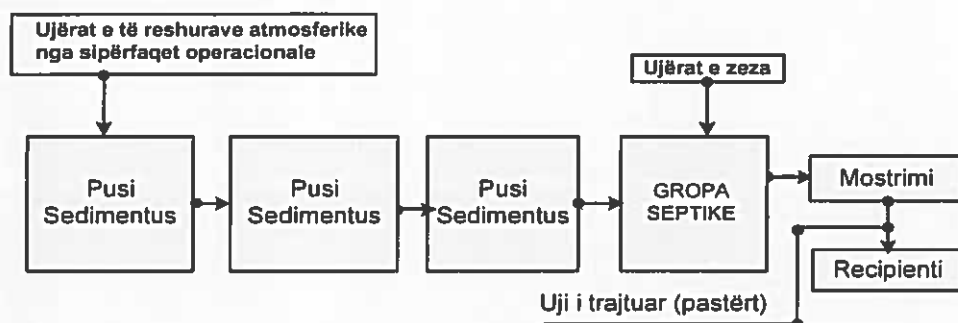 Ujërat e të reshurave atmosferike
nga sipërfaqet operacionale
Ujërat e zeza
Pusi
Sedimentus
Pusi
Sedimentus
Pusi
Sedimentus
GROPA
SEPTIKE
Mostrimi
Recipienti
Uji i trajtuar (pastërt)